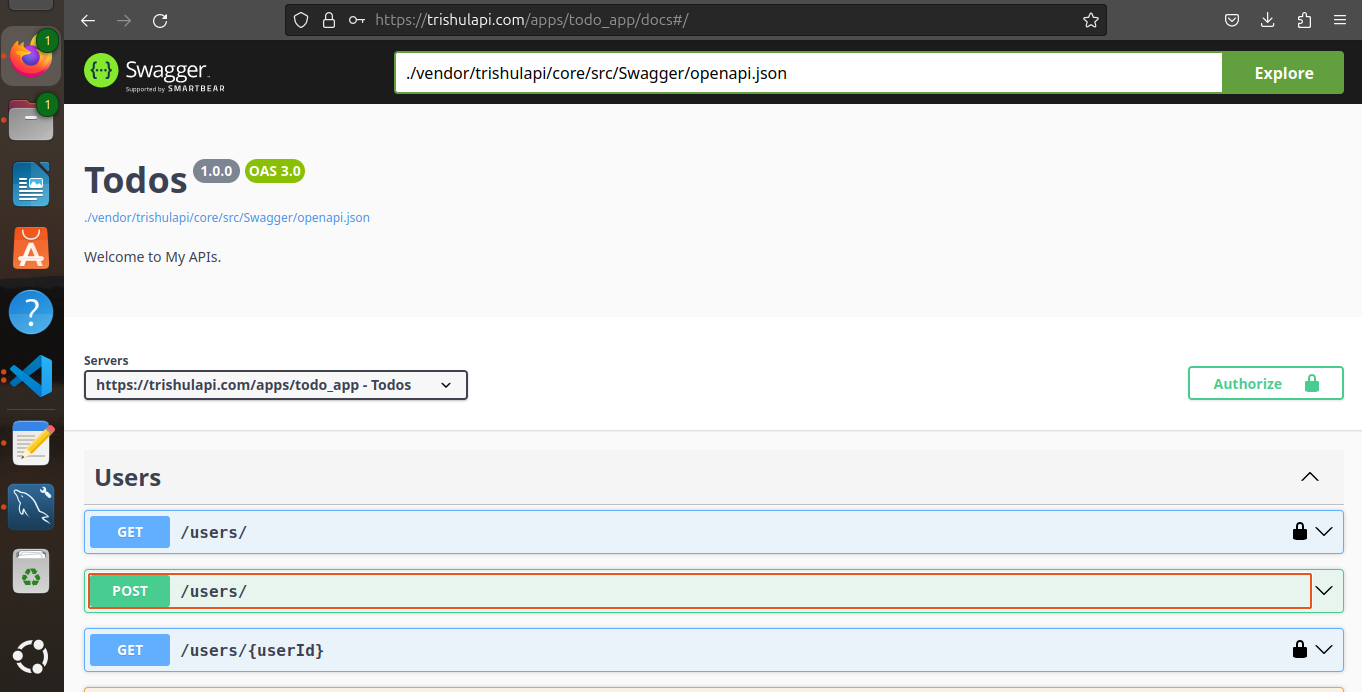 1
1
https://trishulapi.com/apps/todo_app/docs#/
Swagger
Supported by SMARTBEAR
./vendor/trishulapi/core/src/Swagger/openapi.json
Explore
Todos 1.0.0 OAS 3.0
./vendor/trishulapi/core/src/Swagger/openapi.json
Welcome to My APIs.
Servers
https://trishulapi.com/apps/todo_app - Todos
Authorize
Users
GET /users/
POST /users/
GET /users/{userId}